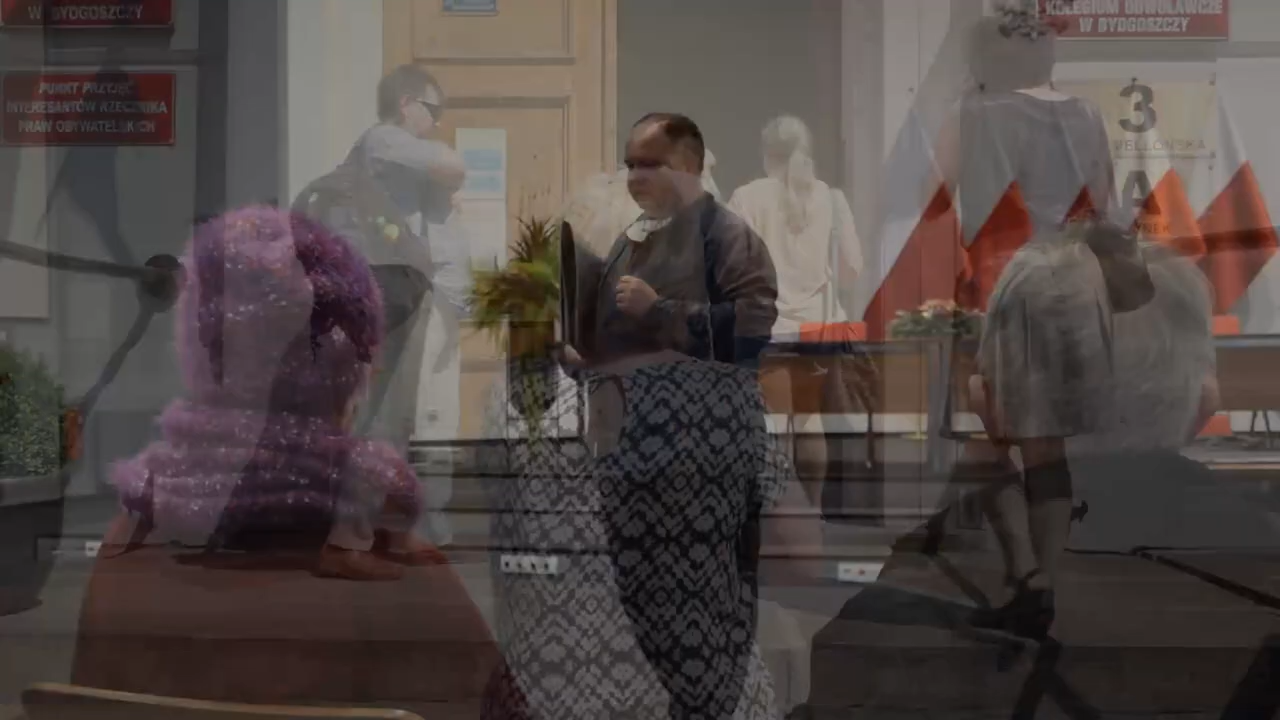 W BYDGOSZCZY
PUNKT PRZYJĘĆ
INTERESANTÓW RZECZNIKA
PRAW OBYWATELSKICH
KOLEGIUM ODWOŁAWCZE
W BYDGOSZCZY
3